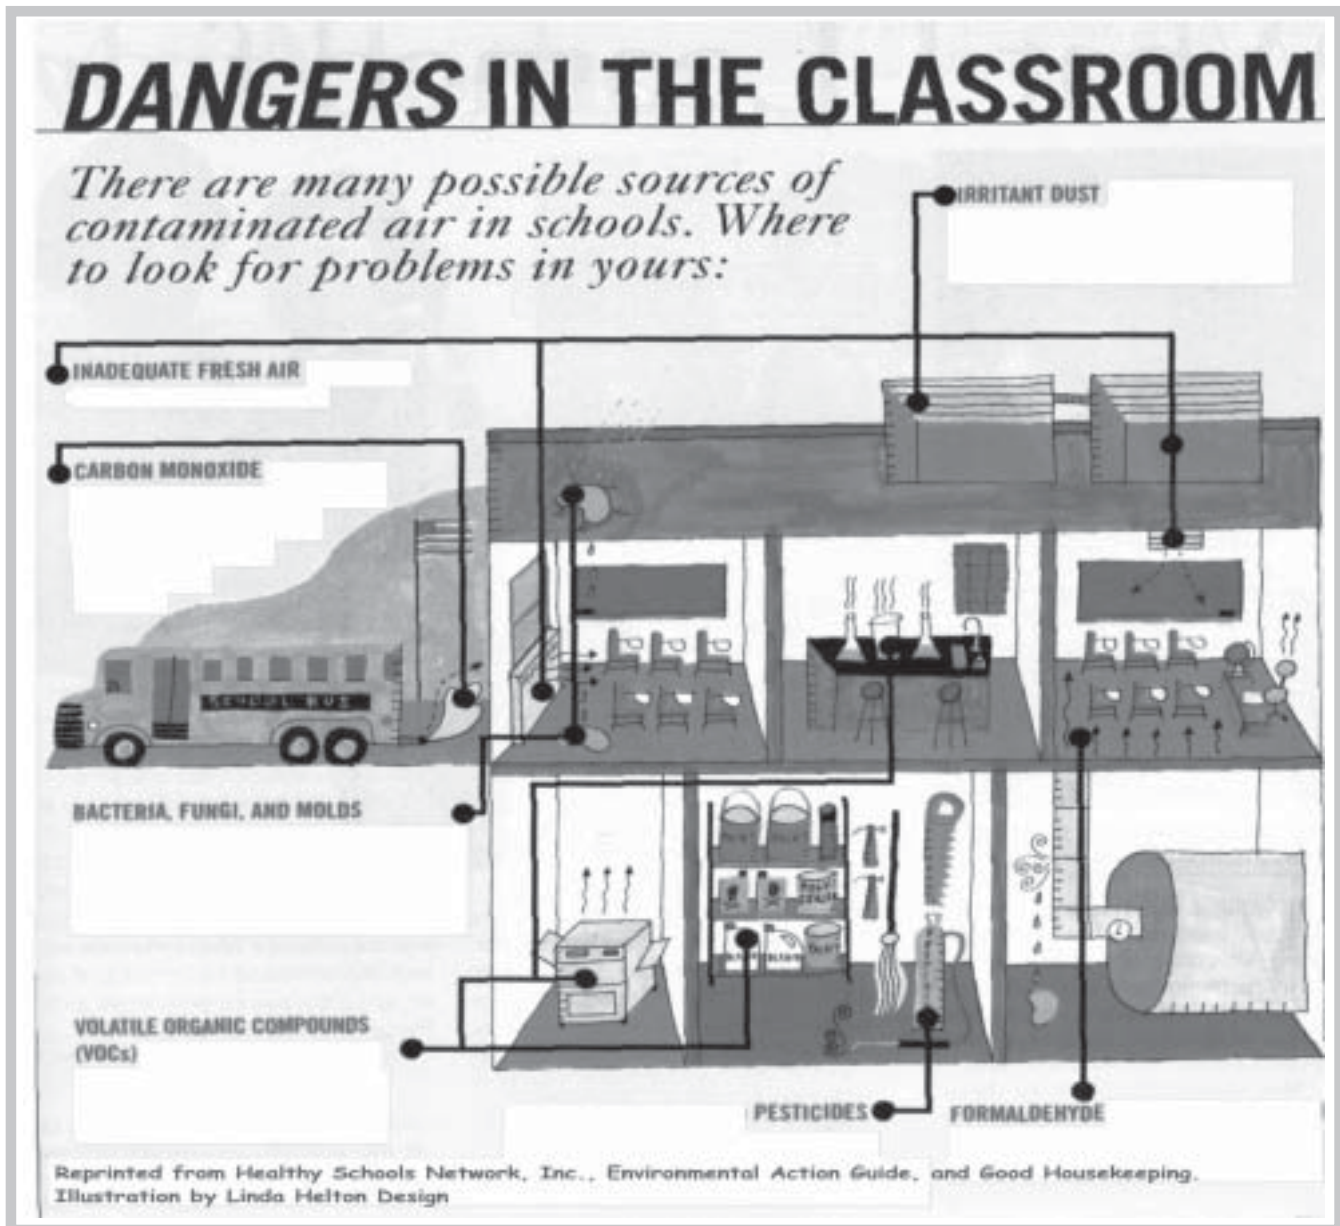 DANGERS IN THE CLASSROOM
There are many possible sources of
contaminated air in schools. Where
to look for problems in yours:
IRRITANT DUST
INADEQUATE FRESH AIR
CARBON MONOXIDE
SCHOOL BUS
BACTERIA, FUNGI, AND MOLDS
VOLATILE ORGANIC COMPOUNDS
(VOCs)
PESTICIDES
FORMALDEHYDE
Reprinted from Healthy Schools Network, Inc., Environmental Action Guide, and Good Housekeeping.
Illustration by Linda Helton Design